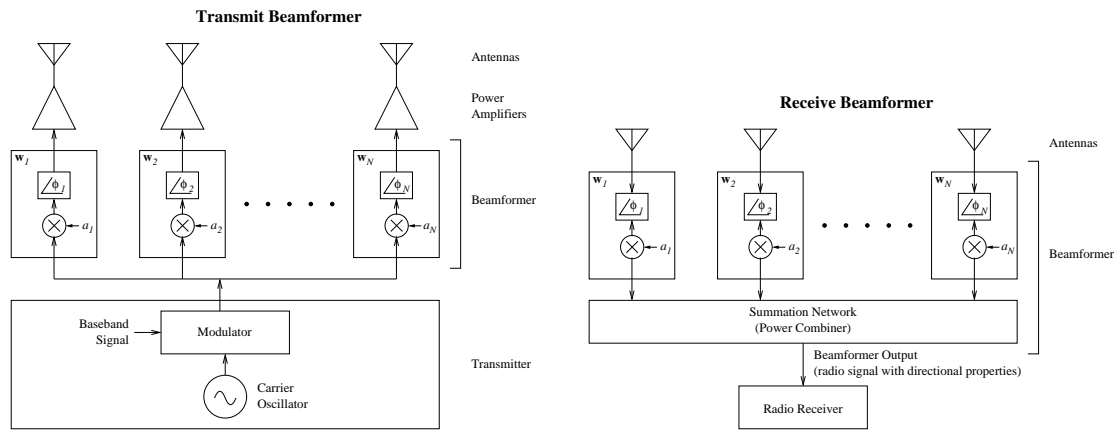 Transmit Beamformer
Antennas
Power
Amplifiers
w1
w2
wN
ϕ1
ϕ2
ϕN
a1
a2
aN
Beamformer
Baseband
Signal
Modulator
Carrier
Oscillator
Transmitter
Receive Beamformer
Antennas
w1
w2
wN
ϕ1
ϕ2
ϕN
a1
a2
aN
Beamformer
Summation Network
(Power Combiner)
Beamformer Output
(radio signal with directional properties)
Radio Receiver